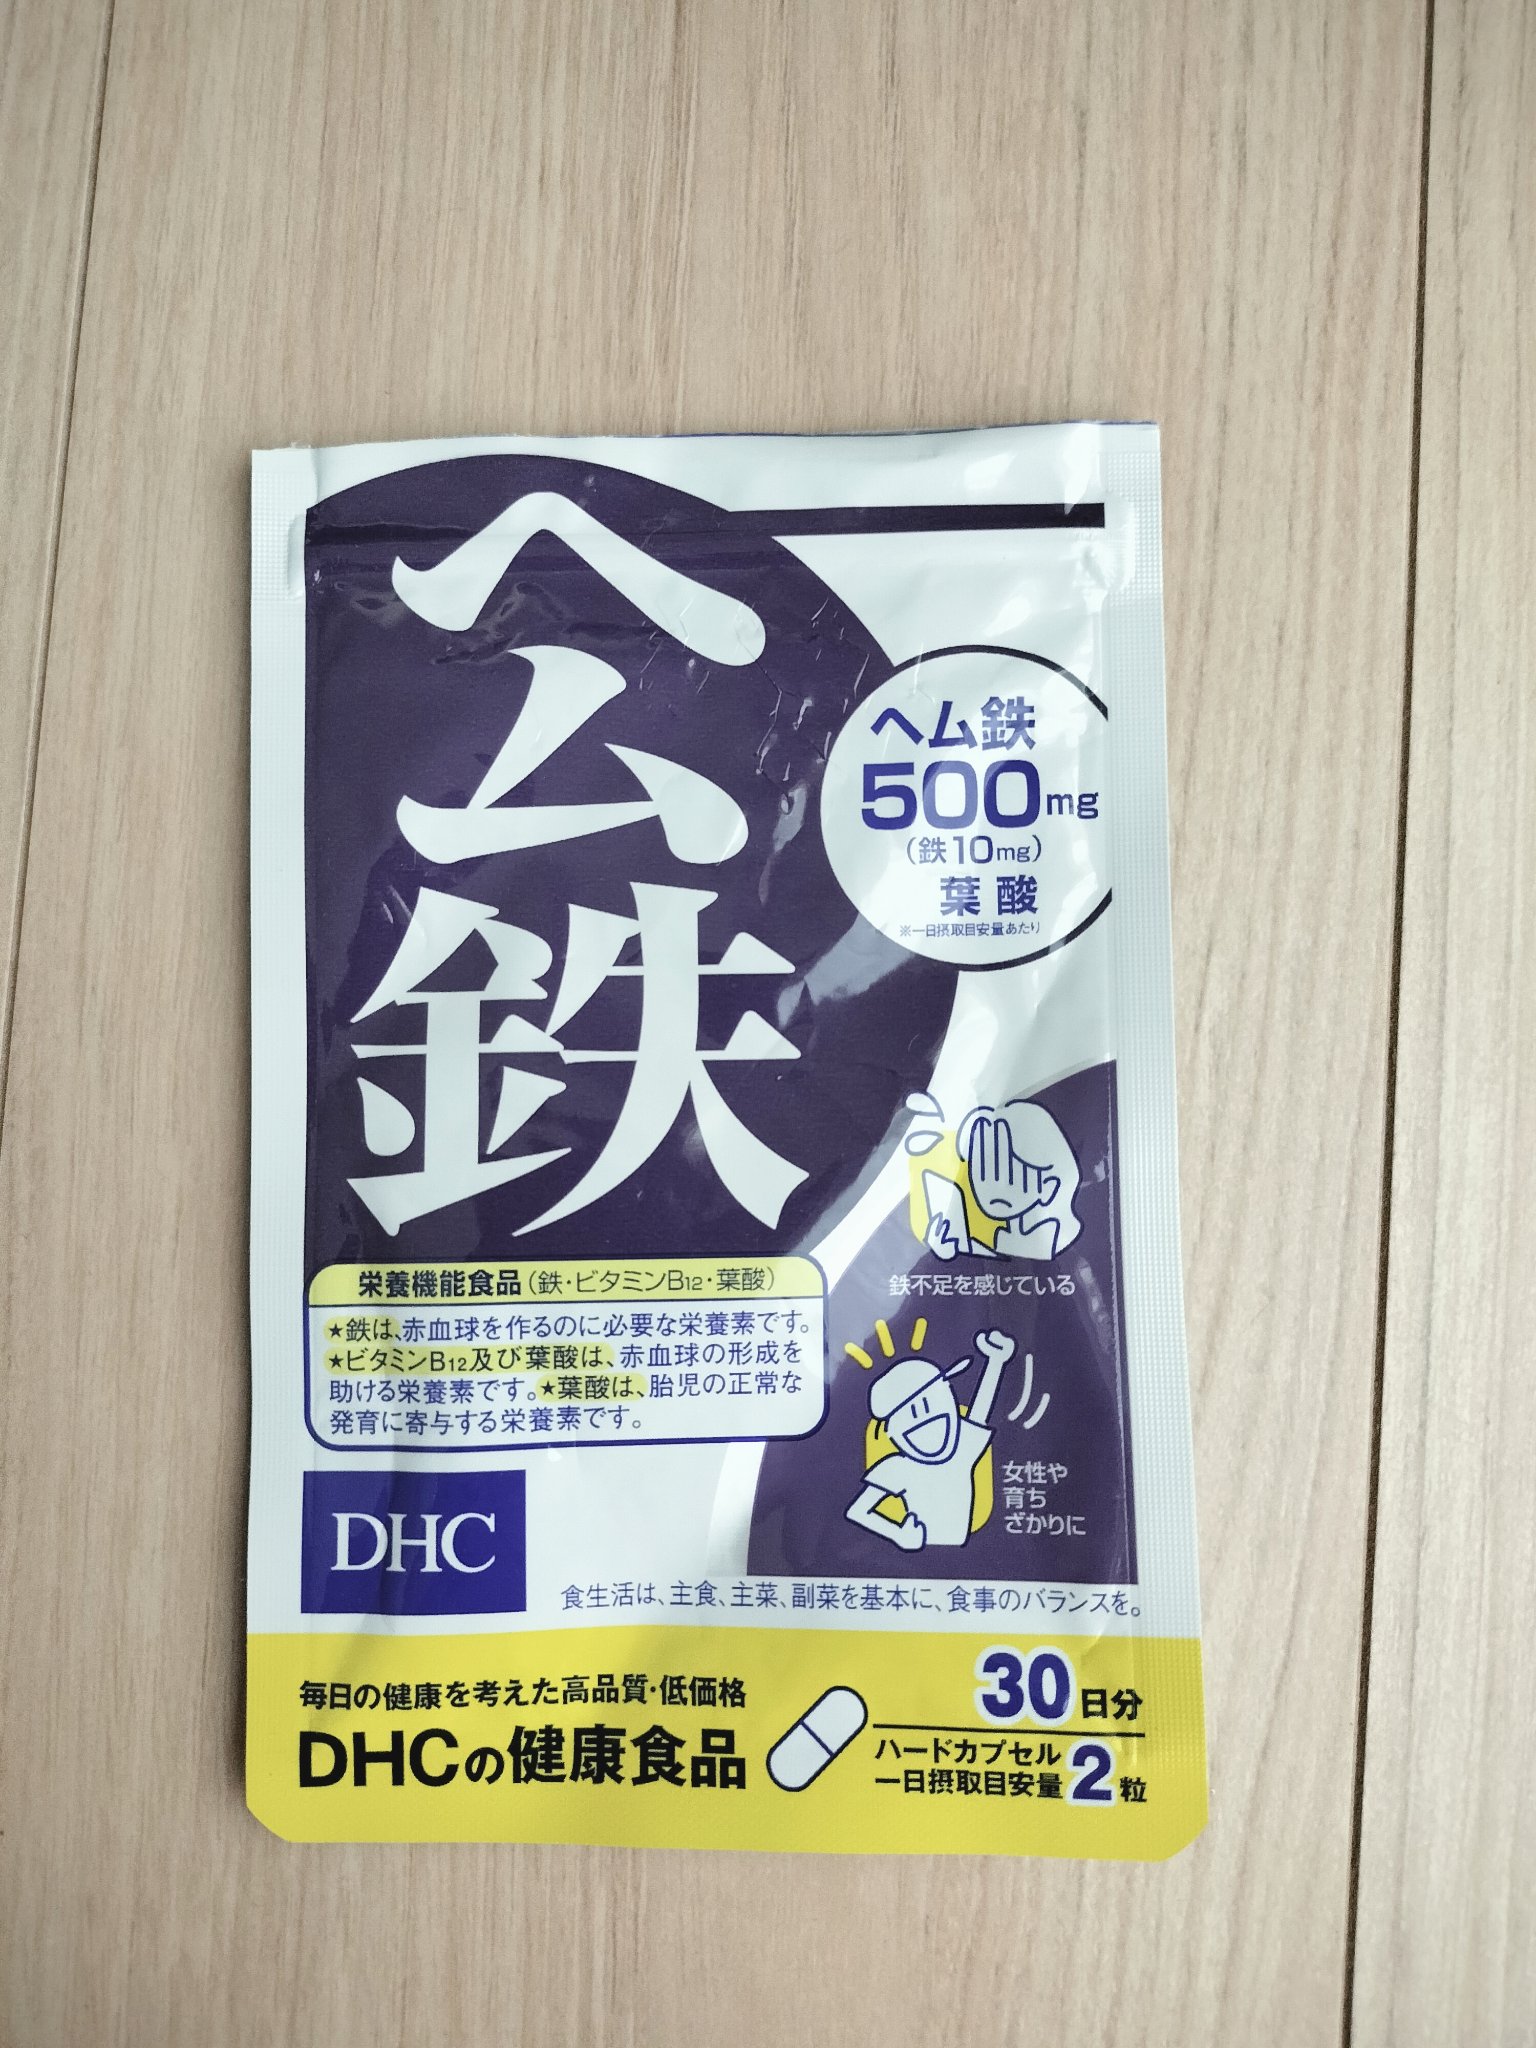 ヘム鉄
ヘム鉄
500mg
(鉄10mg)
葉酸
※一日摂取目安量あたり
鉄不足を感じている
栄養機能食品(鉄・ビタミンB12・葉酸)
★鉄は、赤血球を作るのに必要な栄養素です。
★ビタミンB12及び葉酸は、赤血球の形成を
助ける栄養素です。★葉酸は、胎児の正常な
発育に寄与する栄養素です。
女性や
育ち
ざかりに
DHC
食生活は、主食、主菜、副菜を基本に、食事のバランスを。
毎日の健康を考えた高品質・低価格
DHCの健康食品
30日分
ハードカプセル
一日摂取目安量2粒